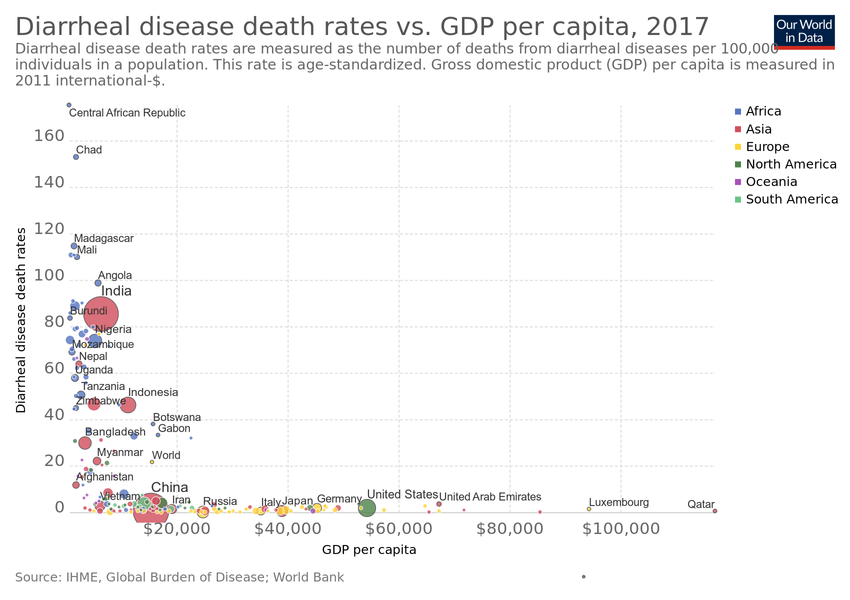 Diarrheal disease death rates vs. GDP per capita, 2017
Our World
in Data
Diarrheal disease death rates are measured as the number of deaths from diarrheal diseases per 100,000
individuals in a population. This rate is age-standardized. Gross domestic product (GDP) per capita is measured in
2011 international-$.
Central African Republic
Africa
Asia
Europe
North America
Oceania
South America
160
Chad
140
120
Madagascar
Mali
100
Angola
India
Burundi
80
Nigeria
Mozambique
Nepal
60
Uganda
Tanzania
Indonesia
Zimbabwe
40
Botswana
Gabon
Bangladesh
Myanmar
World
20
Afghanistan
China
Vietnam
Iran
Russia
Italy
Japan
Germany
United States
United Arab Emirates
Luxembourg
Qatar
0
$20,000
$40,000
$60,000
$80,000
$100,000
Diarrheal disease death rates
GDP per capita
Source: IHME, Global Burden of Disease; World Bank